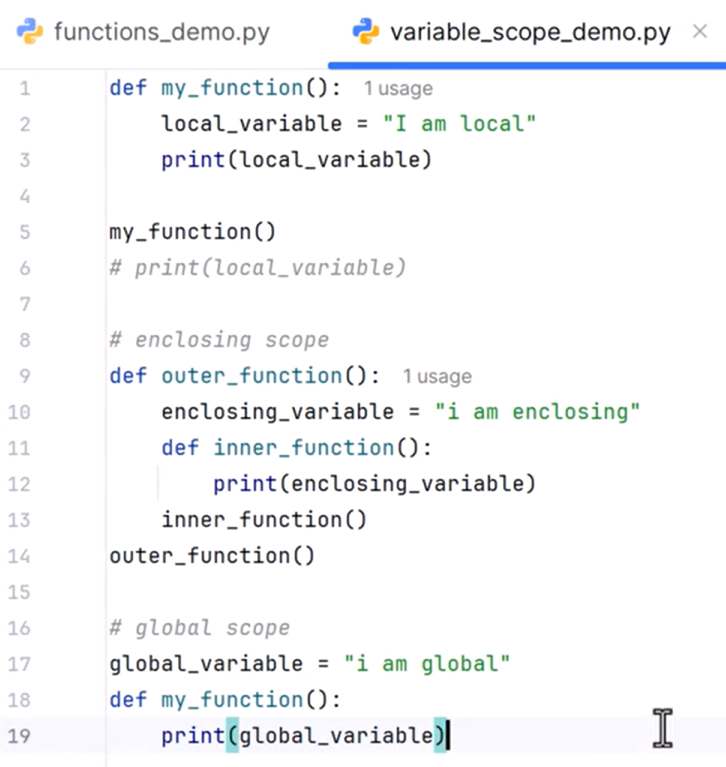 functions_demo.py variable_scope_demo.py ×
1 def my_function(): 1 usage
2     local_variable = "I am local"
3     print(local_variable)
4
5 my_function()
6 # print(local_variable)
7
8 # enclosing scope
9 def outer_function(): 1 usage
10     enclosing_variable = "i am enclosing"
11     def inner_function():
12         print(enclosing_variable)
13     inner_function()
14 outer_function()
15
16 # global scope
17 global_variable = "i am global"
18 def my_function():
19     print(global_variable)